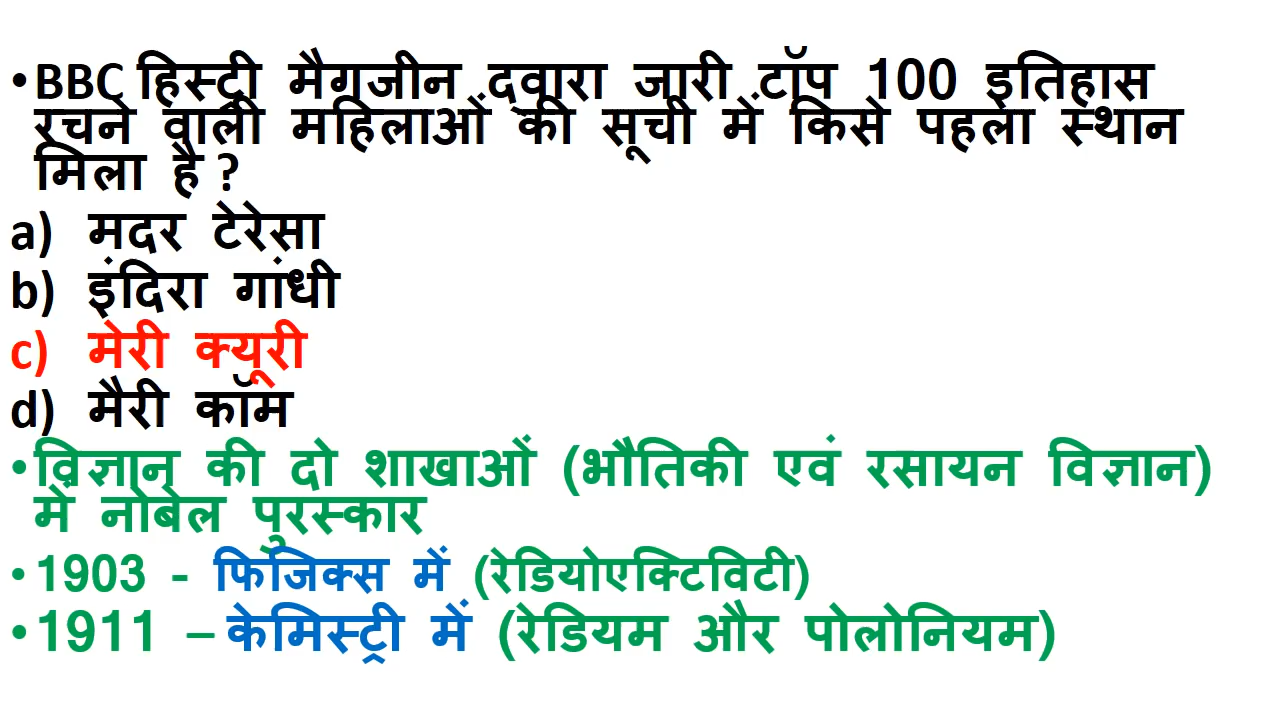 •BBC हिस्ट्री मैगजीन द्वारा जारी टॉप 100 इतिहास
रचने वाली महिलाओं की सूची में किसे पहला स्थान
मिला है ?
a) मदर टेरेसा
b) इंदिरा गांधी
c) मेरी क्यूरी
d) मैरी कॉम
•विज्ञान की दो शाखाओं (भौतिकी एवं रसायन विज्ञान)
में नोबेल पुरस्कार
•1903 - फिजिक्स में (रेडियोएक्टिविटी)
•1911 – केमिस्ट्री में (रेडियम और पोलोनियम)